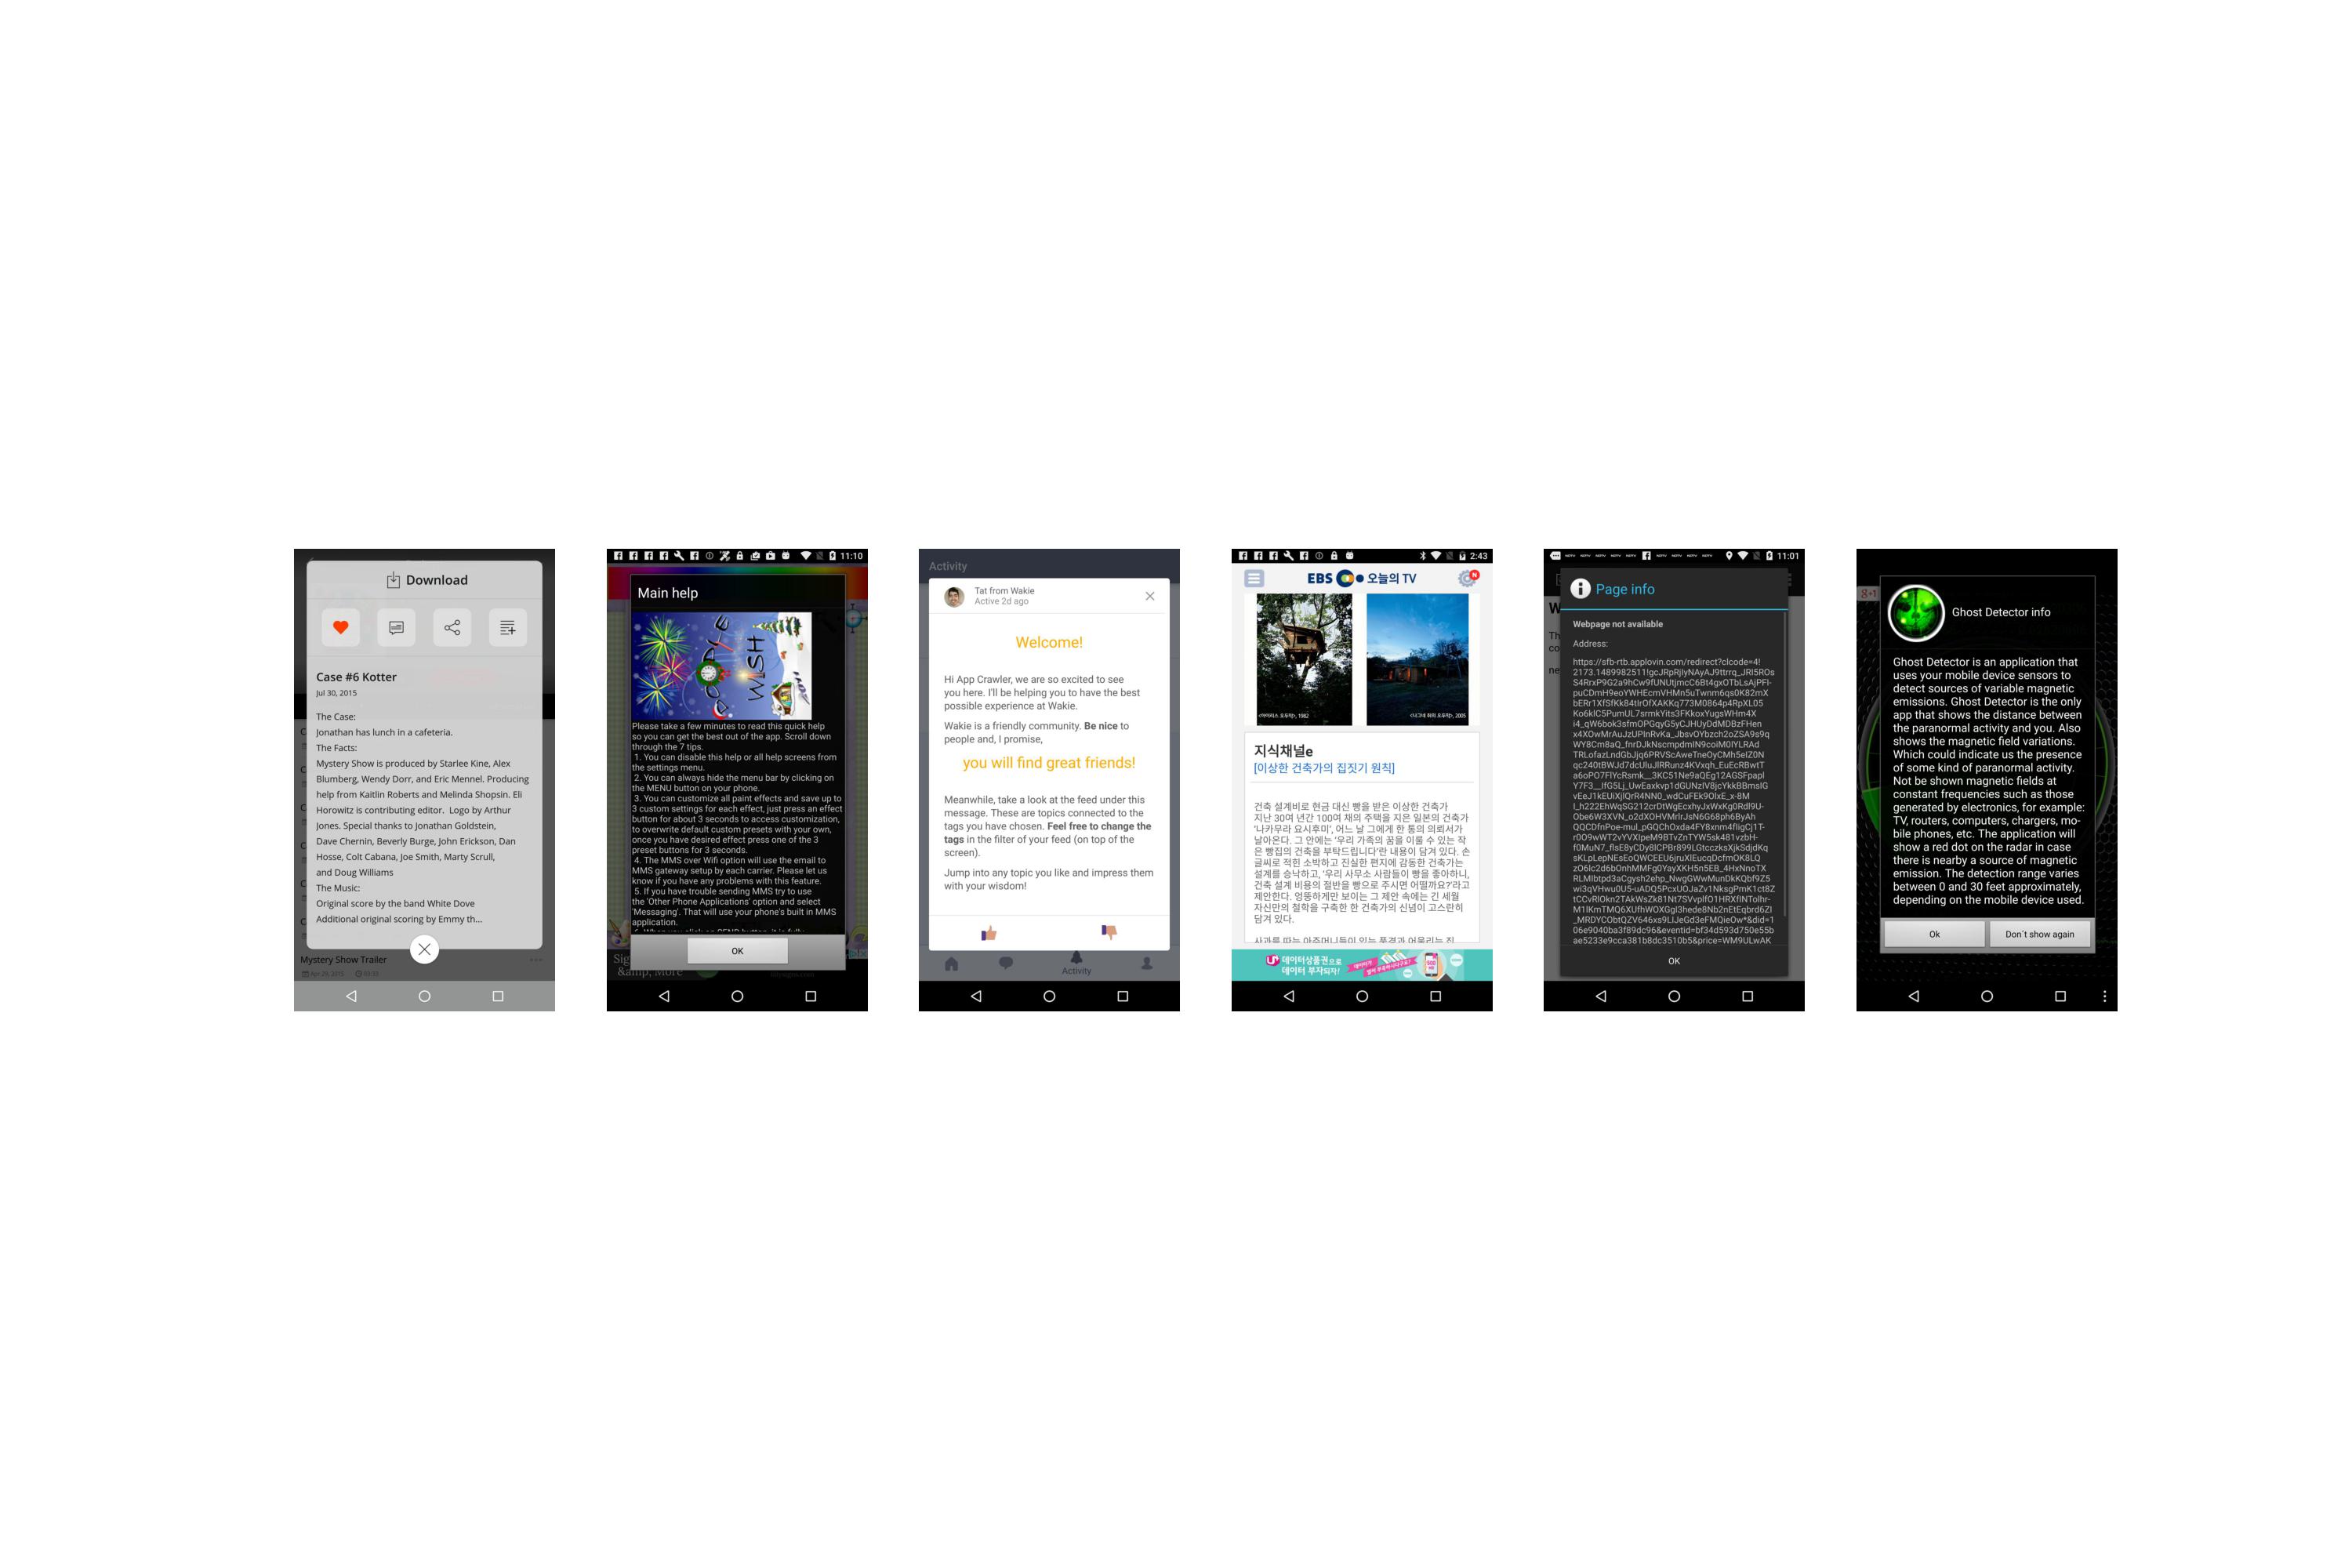 Download
Case #6 Kotter
Jul 30, 2015
The Case:
Jonathan has lunch in a cafeteria.
The Facts:
Mystery Show is produced by Starlee Kine, Alex
Blumberg, Wendy Dorr, and Eric Mennel. Producing
help from Kaitlin Roberts and Melinda Shopsin. Eli
Horowitz is contributing editor. Logo by Arthur
Jones. Special thanks to Jonathan Goldstein,
Dave Chernin, Beverly Burge, John Erickson, Dan
Hosse, Colt Cabana, Joe Smith, Marty Scrull,
and Doug Williams
The Music:
Original score by the band White Dove
Additional original scoring by Emmy th...
Mystery Show Trailer
11:10
Main help
WISH
Please take a few minutes to read this quick help
so you can get the best out of the app. Scroll down
through the 7 tips.
1. You can disable this help or all help screens from
the settings menu.
2. You can always hide the menu bar by clicking on
the MENU button on your phone.
3. You can customize all paint effects and save up to
3 custom settings for each effect, just press an effect
button for about 3 seconds to access customization,
to overwrite default custom presets with your own,
once you have desired effect press one of the 3
preset buttons for 3 seconds.
4. The MMS over Wifi option will use the email to
MMS gateway setup by each carrier. Please let us
know if you have any problems with this feature.
5. If you have trouble sending MMS try to use
the 'Other Phone Applications' option and select
'Messaging'. That will use your phone's built in MMS
application.
OK
Sig
&amp; More
Activity
Tat from Wakie
Active 2d ago
Welcome!
Hi App Crawler, we are so excited to see
you here. I'll be helping you to have the best
possible experience at Wakie.
Wakie is a friendly community. Be nice to
people and, I promise,
you will find great friends!
Meanwhile, take a look at the feed under this
message. These are topics connected to the
tags you have chosen. Feel free to change the
tags in the filter of your feed (on top of the
screen).
Jump into any topic you like and impress them
with your wisdom!
Activity
2:43
EBS 오늘의 TV
N
지식채널e
[이상한 건축가의 집짓기 원칙]
건축 설계비로 현금 대신 빵을 받은 이상한 건축가
지난 30여 년간 100여 채의 주택을 지은 일본의 건축가
'나카무라 요시후미', 어느 날 그에게 한 통의 의뢰서가
날아온다. 그 안에는 '우리 가족의 꿈을 이룰 수 있는 작
은 빵집의 건축을 부탁드립니다'란 내용이 담겨 있다. 손
글씨로 적힌 소박하고 진실한 편지에 감동한 건축가는
설계를 승낙하고, '우리 사무소 사람들이 빵을 좋아하니,
건축 설계 비용의 절반을 빵으로 주시면 어떨까요?'라고
제안한다. 엉뚱하게만 보이는 그 제안 속에는 긴 세월
자신만의 철학을 구축한 한 건축가의 신념이 고스란히
담겨 있다.
데이터상품권으로
데이터 부자되자!
11:01
Page info
Webpage not available
Address:
https://sfb-rtb.applovin.com/redirect?clcode=4!
OK
Ghost Detector info
Ghost Detector is an application that
uses your mobile device sensors to
detect sources of variable magnetic
emissions. Ghost Detector is the only
app that shows the distance between
the paranormal activity and you. Also
shows the magnetic field variations.
Which could indicate us the presence
of some kind of paranormal activity.
Not be shown magnetic fields at
constant frequencies such as those
generated by electronics, for example:
TV, routers, computers, chargers, mo-
bile phones, etc. The application will
show a red dot on the radar in case
there is nearby a source of magnetic
emission. The detection range varies
between 0 and 30 feet approximately,
depending on the mobile device used.
Ok
Don´t show again